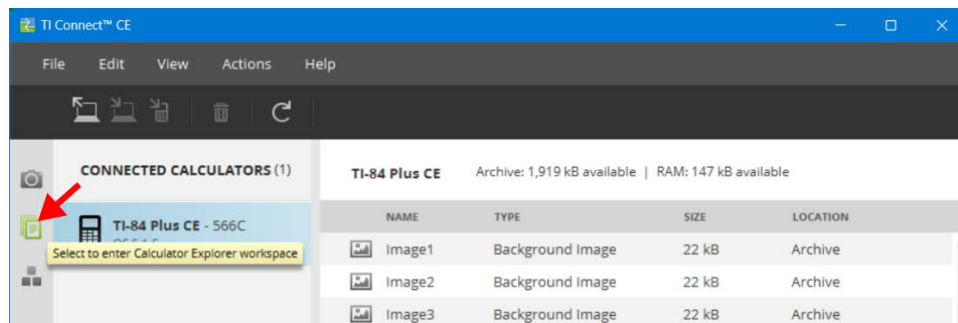 TI Connect™ CE
File Edit View Actions Help
CONNECTED CALCULATORS (1)
TI-84 Plus CE Archive: 1,919 kB available | RAM: 147 kB available
TI-84 Plus CE - 566C
Select to enter Calculator Explorer workspace
NAME TYPE SIZE LOCATION
Image1 Background Image 22 kB Archive
Image2 Background Image 22 kB Archive
Image3 Background Image 22 kB Archive